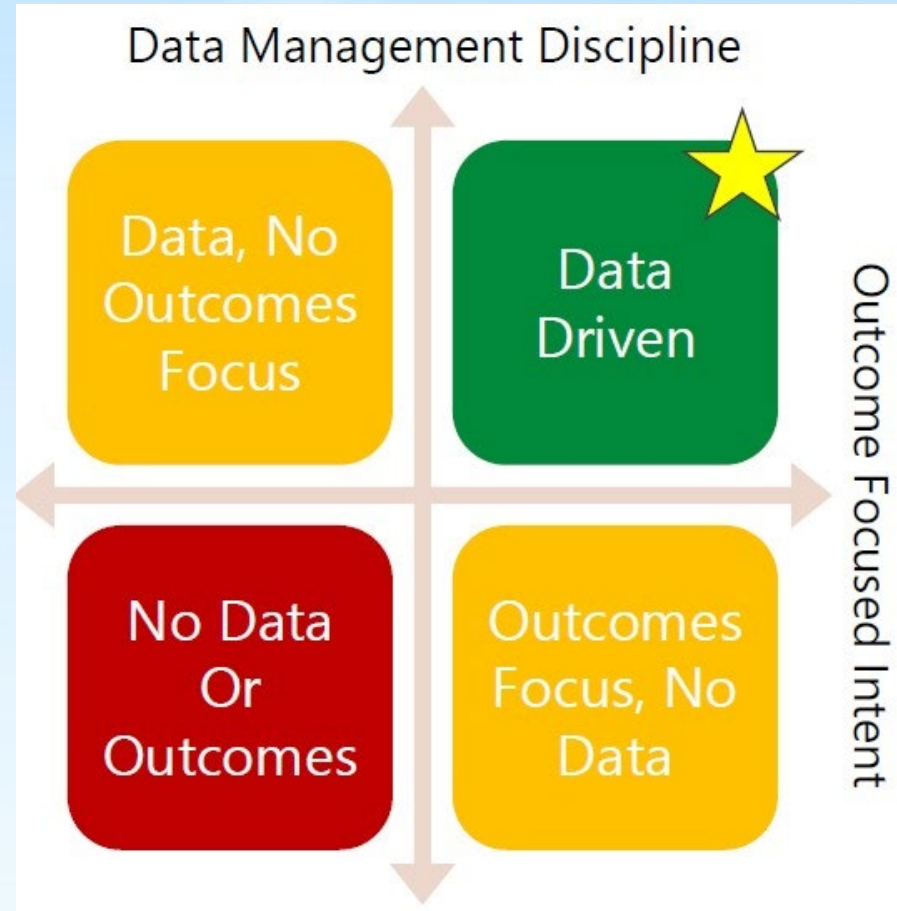 Data Management Discipline
Data, No
Outcomes
Focus
Data
Driven
Outcome Focused Intent
No Data
Or
Outcomes
Outcomes
Focus, No
Data